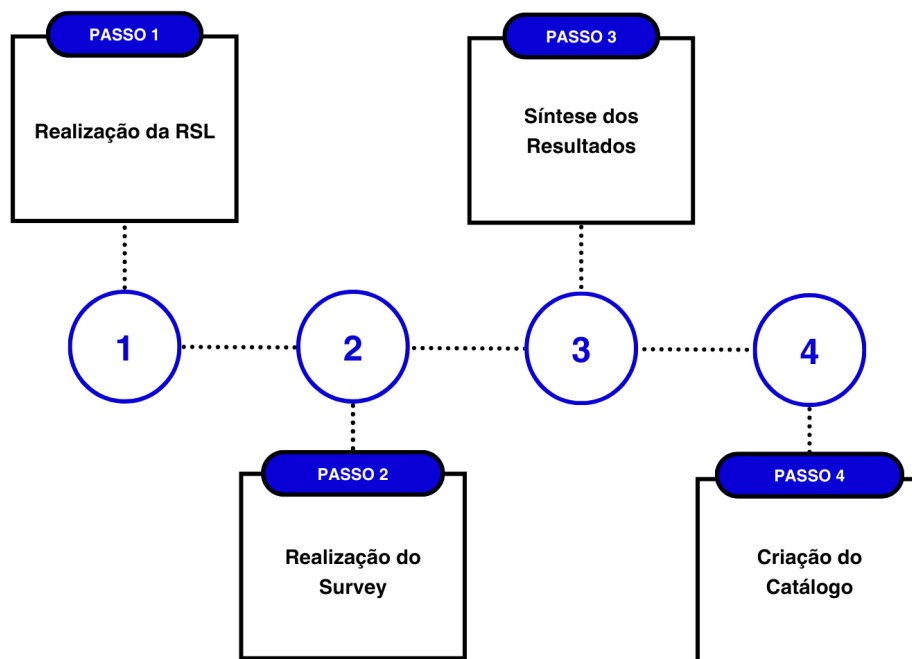 PASSO 1
Realização da RSL
PASSO 3
Síntese dos
Resultados
1
2
3
4
PASSO 2
Realização do
Survey
PASSO 4
Criação do
Catálogo